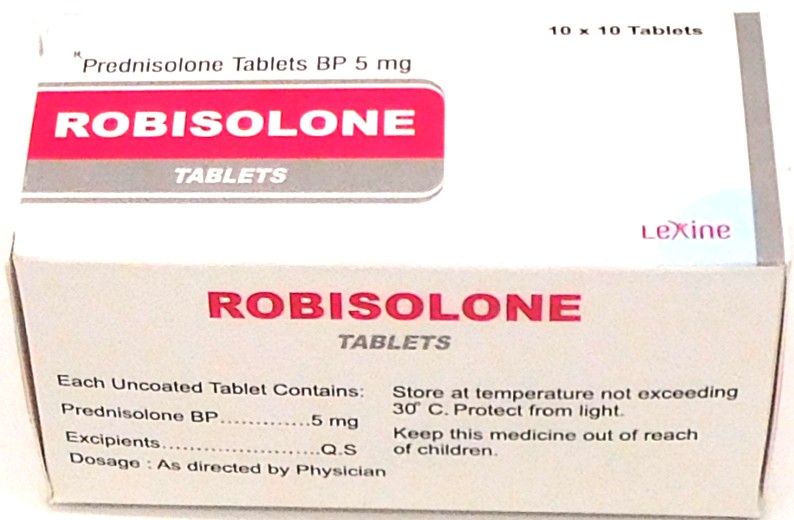 10 x 10 Tablets
Prednisolone Tablets BP 5 mg
ROBISOLONE
TABLETS
Lexine
ROBISOLONE
TABLETS
Each Uncoated Tablet Contains:
Prednisolone BP.............5 mg
Excipients.......................Q.S
Dosage : As directed by Physician
Store at temperature not exceeding
30° C. Protect from light.
Keep this medicine out of reach
of children.